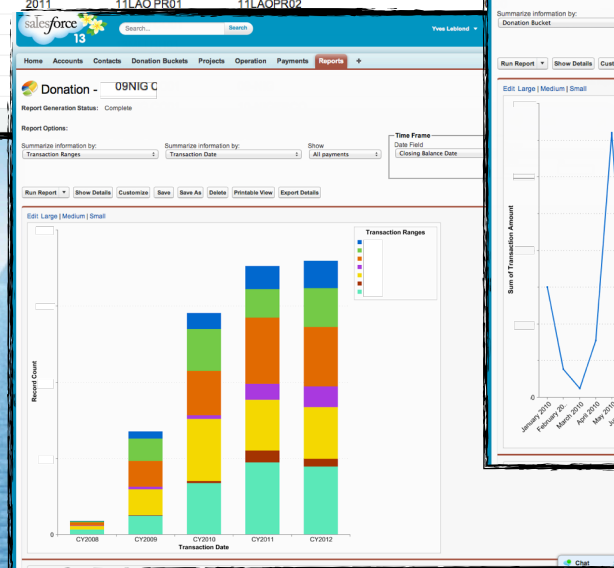 2011 11LAO PR01 11LAOPR02
salesforce
13
Search... Search Yves Leblond
Home Accounts Contacts Donation Buckets Projects Operation Payments Reports +
Donation - 09NIG C
Report Generation Status: Complete
Report Options:
Summarize information by:
Transaction Ranges
Summarize information by:
Transaction Date
Show
All payments
Time Frame
Date Field
Closing Balance Date
Run Report Show Details Customize Save Save As Delete Printable View Export Details
Edit Large | Medium | Small
Transaction Ranges
Record Count
0
CY2008 CY2009 CY2010 CY2011 CY2012
Transaction Date
Summarize information by:
Donation Bucket
Run Report Show Details Cust
Edit Large | Medium | Small
Sum of Transaction Amount
0
January 2010
February 20..
March 2010
April 2010
May 2010
Chat